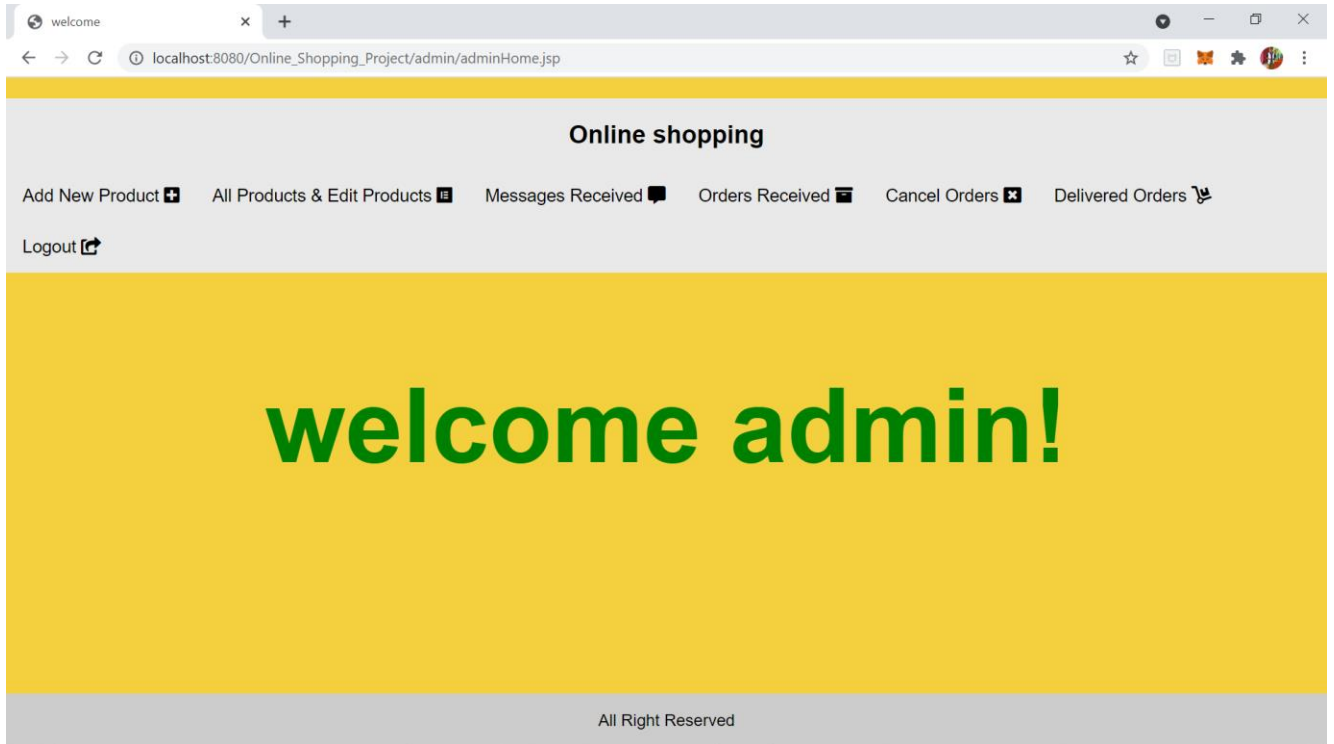 welcome
localhost:8080/Online_Shopping_Project/admin/adminHome.jsp
Online shopping
Add New Product All Products & Edit Products Messages Received Orders Received Cancel Orders Delivered Orders
Logout
welcome admin!
All Right Reserved